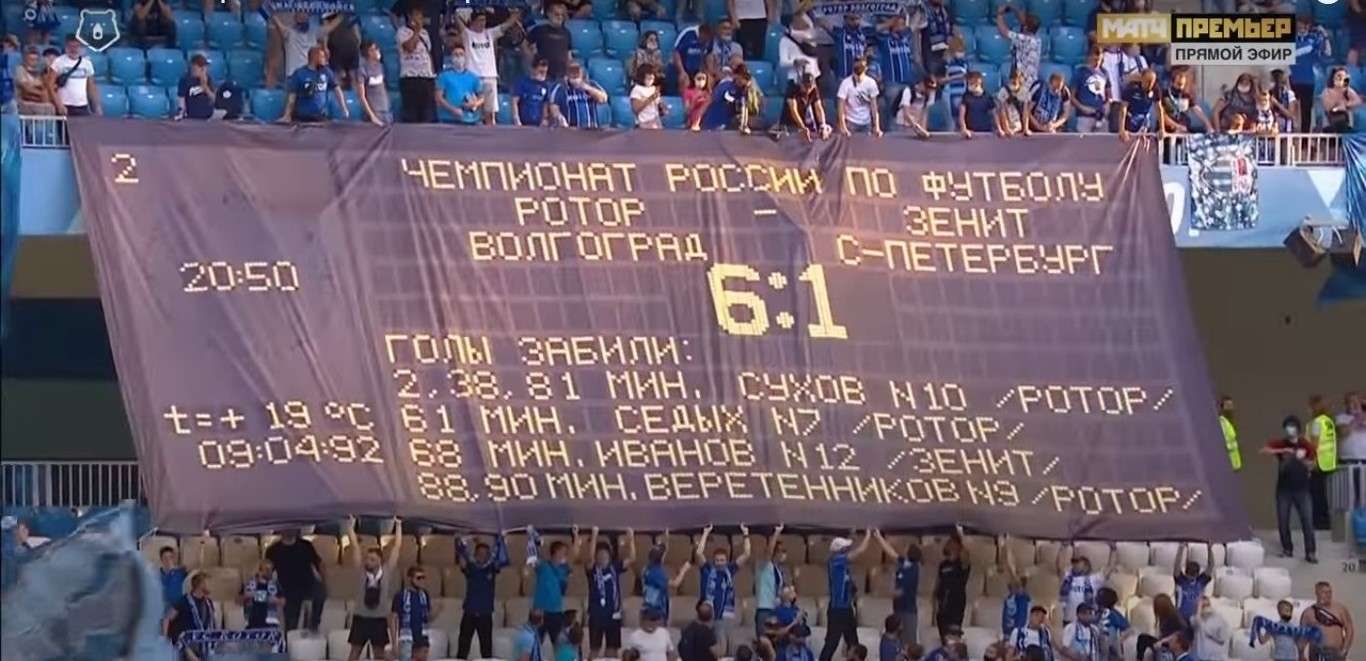 МАТЧ ПРЕМЬЕР
ПРЯМОЙ ЭФИР
2
ЧЕМПИОНАТ РОССИИ ПО ФУТБОЛУ
РОТОР - ЗЕНИТ
ВОЛГОГРАД С-ПЕТЕРБУРГ
20:50
6:1
ГОЛЫ ЗАБИЛИ:
2,38,81 МИН. СУХОВ N10 /РОТОР/
t=+ 19 ºC 61 МИН. СЕДЫХ N7 /РОТОР/
09:04:92 68 МИН. ИВАНОВ N12 /ЗЕНИТ/
88,90 МИН. ВЕРЕТЕННИКОВ N9 /РОТОР/